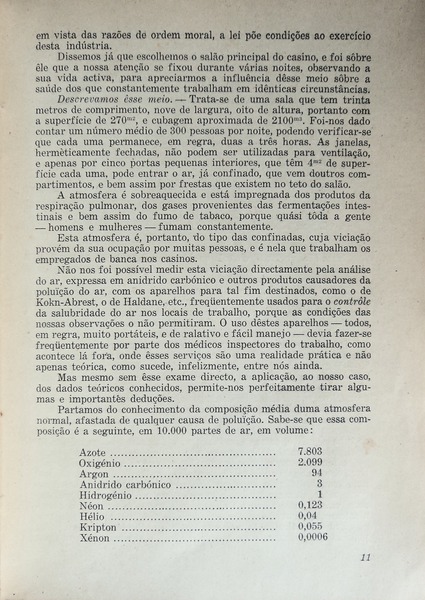 em vista das razões de ordem moral, a lei põe condições ao exercício
desta indústria.
Dissemos já que escolhemos o salão principal do casino, e foi sôbre
êle que a nossa atenção se fixou durante várias noites, observando a
sua vida activa, para apreciarmos a influência dêsse meio sôbre a
saúde dos que constantemente trabalham em idênticas circunstâncias.
Descrevamos êsse meio. — Trata-se de uma sala que tem trinta
metros de comprimento, nove de largura, oito de altura, portanto com
a superfície de 270m2, e cubagem aproximada de 2100m3. Foi-nos dado
contar um número médio de 300 pessoas por noite, podendo verificar-se
que cada uma permanece, em regra, duas a três horas. As janelas,
hermèticamente fechadas, não podem ser utilizadas para ventilação,
e apenas por cinco portas pequenas interiores, que têm 4m2 de super-
fície cada uma, pode entrar o ar, já confinado, que vem doutros com-
partimentos, e bem assim por frestas que existem no teto do salão.
A atmosfera é sobreaquecida e está impregnada dos produtos da
respiração pulmonar, dos gases provenientes das fermentações intes-
tinais e bem assim do fumo de tabaco, porque quási tôda a gente
— homens e mulheres — fumam constantemente.
Esta atmosfera é, portanto, do tipo das confinadas, cuja viciação
provém da sua ocupação por muitas pessoas, e é nela que trabalham os
empregados de banca nos casinos.
Não nos foi possível medir esta viciação directamente pela análise
do ar, expressa em anidrido carbónico e outros produtos causadores da
poluïção do ar, com os aparelhos para tal fim destinados, como o de
Kokn-Abrest, o de Haldane, etc., freqüentemente usados para o contrôle
da salubridade do ar nos locais de trabalho, porque as condições das
nossas observações o não permitiram. O uso dêstes aparelhos — todos,
em regra, muito portáteis, e de ralativo e fácil manejo — devia fazer-se
freqüentemente por parte dos médicos inspectores do trabalho, como
acontece lá fora, onde êsses serviços são uma realidade prática e não
apenas teórica, como sucede, infelizmente, entre nós ainda.
Mas mesmo sem êsse exame directo, a aplicação, ao nosso caso,
dos dados teóricos conhecidos, permite-nos perfeitamente tirar algu-
mas e importantês deduções.
Partamos do conhecimento da composição média duma atmosfera
normal, afastada de qualquer causa de poluïção. Sabe-se que essa com-
posição é a seguinte, em 10.000 partes de ar, em volume:
Azote ............ 7.803
Oxigénio ............ 2.099
Argon ............ 94
Anidrido carbónico ............ 3
Hidrogénio ............ 1
Néon ............ 0,123
Hélio ............ 0,04
Kripton ............ 0,055
Xénon ............ 0,0006
11